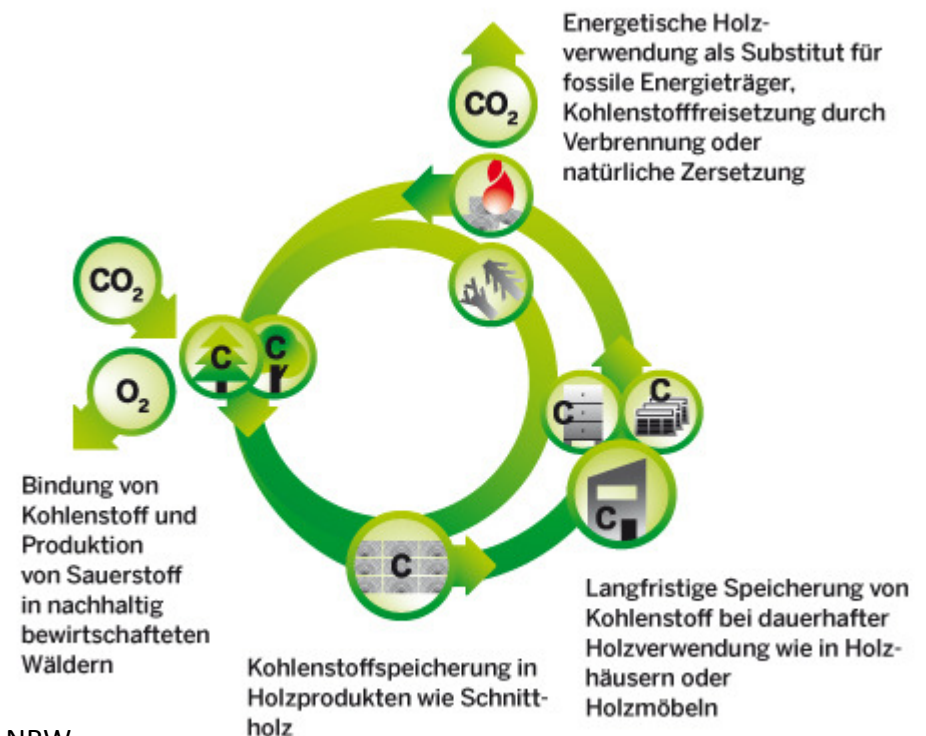 Energetische Holz-
verwendung als Substitut für
fossile Energieträger,
Kohlenstofffreisetzung durch
Verbrennung oder
natürliche Zersetzung
CO₂
CO₂
O₂
C
C
C
C
C
C
Bindung von
Kohlenstoff und
Produktion
von Sauerstoff
in nachhaltig
bewirtschafteten
Wäldern
Kohlenstoffspeicherung in
Holzprodukten wie Schnitt-
holz
Langfristige Speicherung von
Kohlenstoff bei dauerhafter
Holzverwendung wie in Holz-
häusern oder
Holzmöbeln
NRW